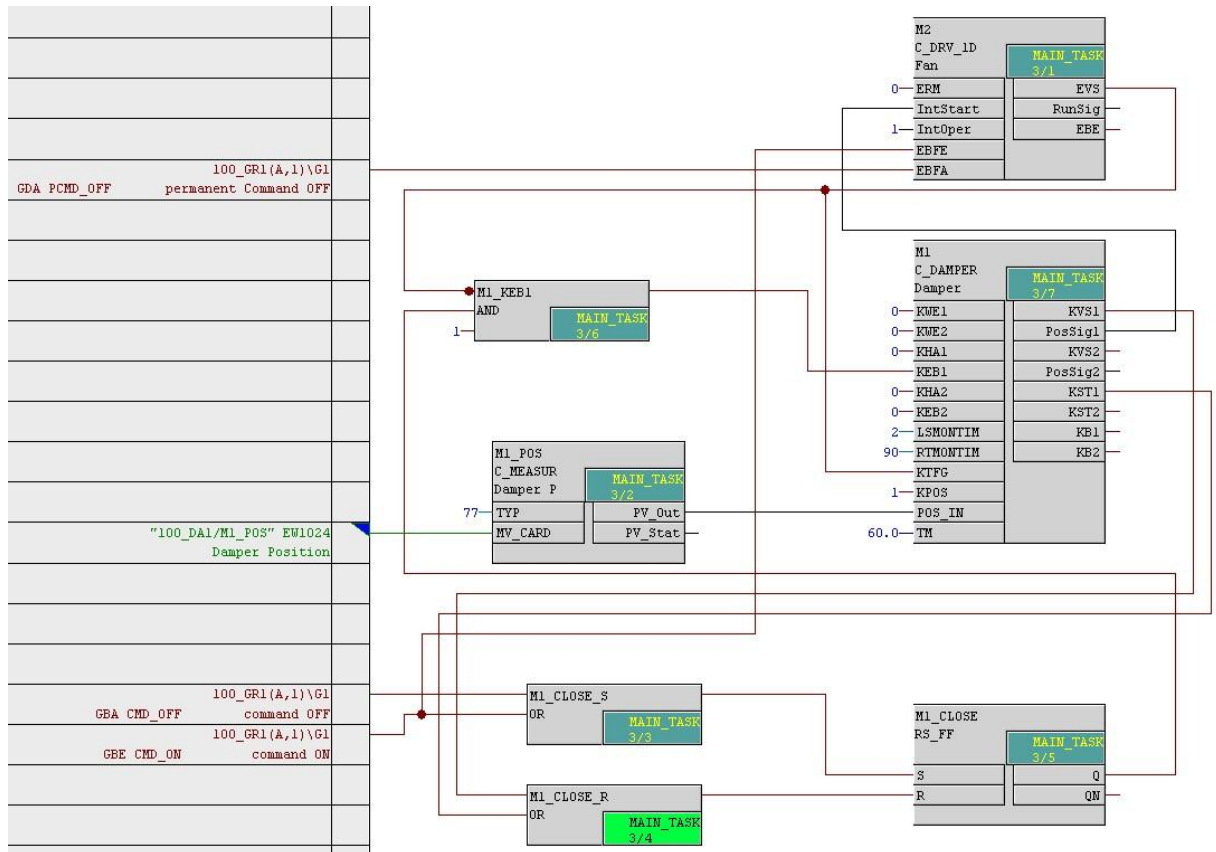 M2
C_DRV_1D
Fan
MAIN_TASK
3/1
0 ERM EVS
IntStart RunSig
1 IntOper EBE
EBFE
EBFA
100_GR1(A,1)\G1
GDA PCMD_OFF permanent Command OFF
M1
C_DAMPER
Damper
MAIN_TASK
3/7
0 KWE1 KVS1
0 KWE2 PosSig1
0 KHA1 KVS2
KEB1 PosSig2
0 KHA2 KST1
0 KEB2 KST2
2 LSMONTIM KB1
90 RTMONTIM KB2
KTFG
1 KPOS
POS_IN
60.0 TM
M1_KEB1
AND
MAIN_TASK
1
3/6
M1_POS
C_MEASUR
Damper P
MAIN_TASK
3/2
77 TYP PV_Out
MV_CARD PV_Stat
"100_DA1/M1_POS" EW1024
Damper Position
100_GR1(A,1)\G1
GBA CMD_OFF command OFF
100_GR1(A,1)\G1
GBE CMD_ON command ON
M1_CLOSE_S
OR
MAIN_TASK
3/3
M1_CLOSE
RS_FF
MAIN_TASK
3/5
S Q
R QN
M1_CLOSE_R
OR
MAIN_TASK
3/4